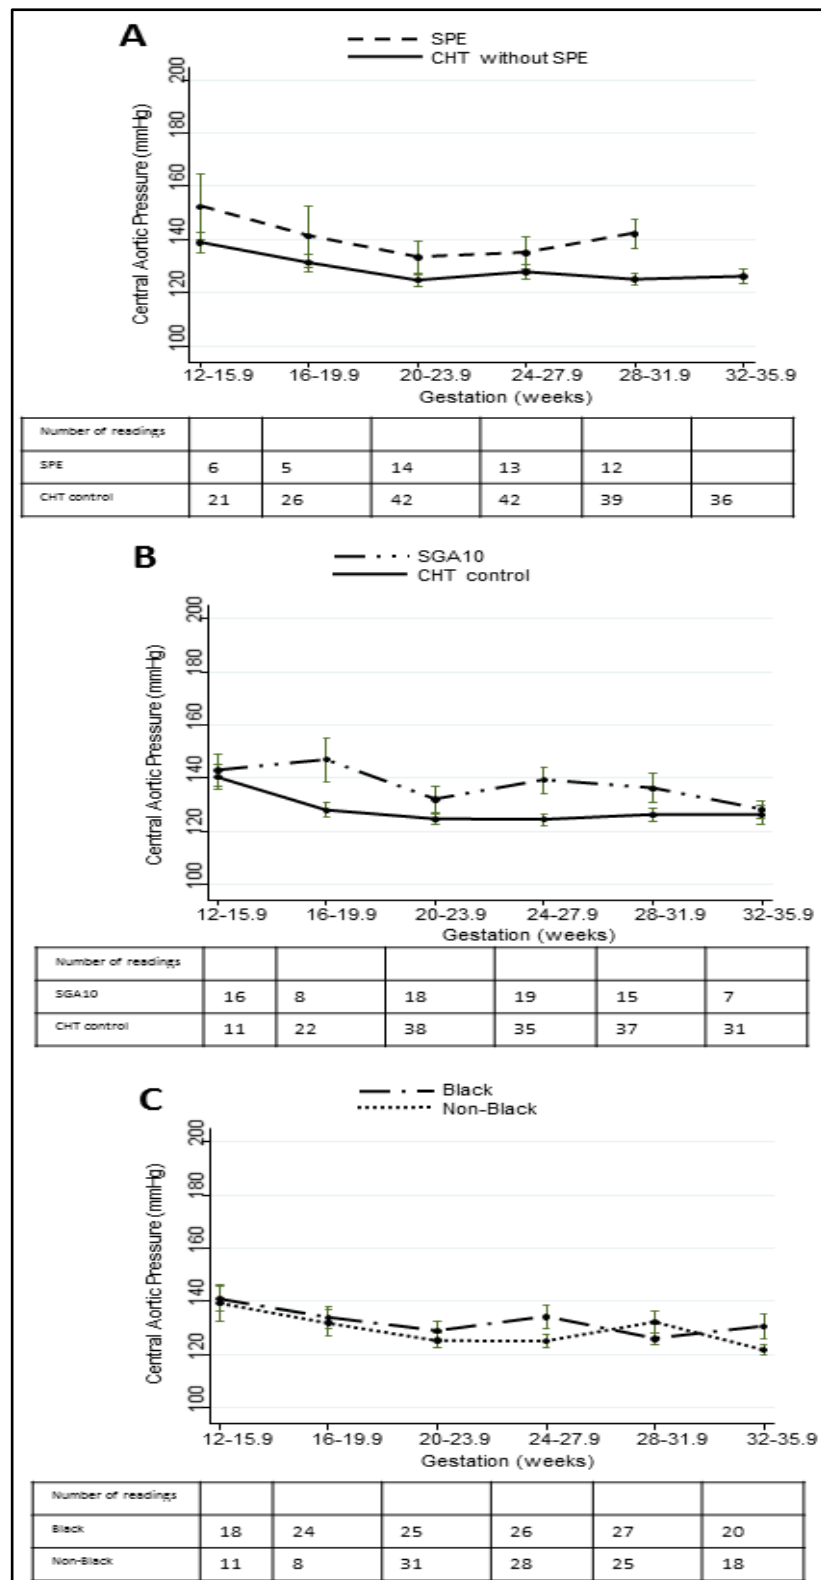 A
SPE
CHT without SPE
Central Aortic Pressure (mmHg)
200
180
160
140
120
100
12-15.9 16-19.9 20-23.9 24-27.9 28-31.9 32-35.9
Gestation (weeks)
Number of readings
SPE 6 5 14 13 12
CHT control 21 26 42 42 39 36
B
SGA10
CHT control
Central Aortic Pressure (mmHg)
200
180
160
140
120
100
12-15.9 16-19.9 20-23.9 24-27.9 28-31.9 32-35.9
Gestation (weeks)
Number of readings
SGA10 16 8 18 19 15 7
CHT control 11 22 38 35 37 31
C
Black
Non-Black
Central Aortic Pressure (mmHg)
200
180
160
140
120
100
12-15.9 16-19.9 20-23.9 24-27.9 28-31.9 32-35.9
Gestation (weeks)
Number of readings
Black 18 24 25 26 27 20
Non-Black 11 8 31 28 25 18